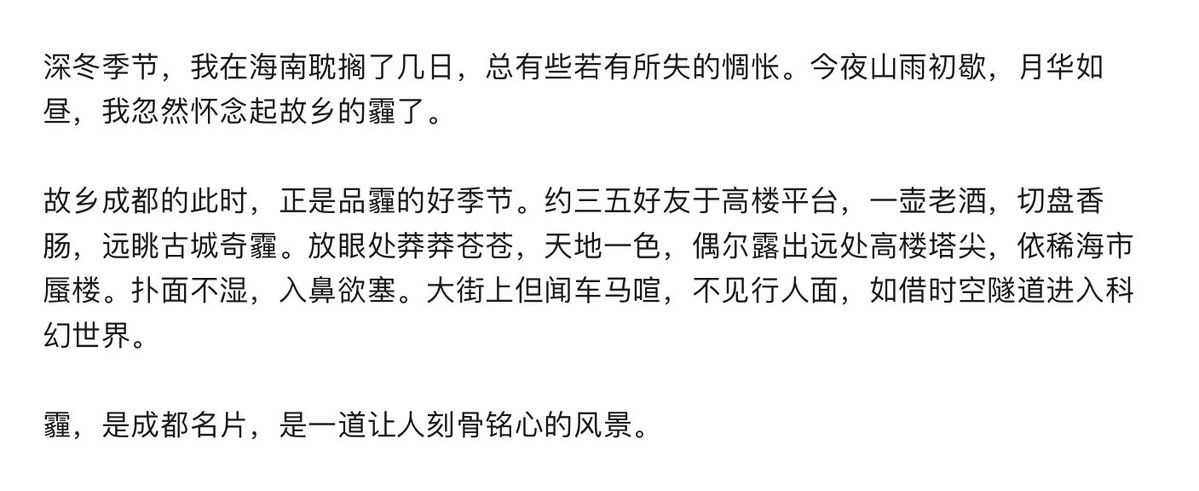 深冬季节，我在海南耽搁了几日，总有些若有所失的惆怅。今夜山雨初歇，月华如
昼，我忽然怀念起故乡的霾了。
故乡成都的此时，正是品霾的好季节。约三五好友于高楼平台，一壶老酒，切盘香
肠，远眺古城奇霾。放眼处莽莽苍苍，天地一色，偶尔露出远处高楼塔尖，依稀海市
蜃楼。扑面不湿，入鼻欲塞。大街上但闻车马喧，不见行人面，如借时空隧道进入科
幻世界。
霾，是成都名片，是一道让人刻骨铭心的风景。